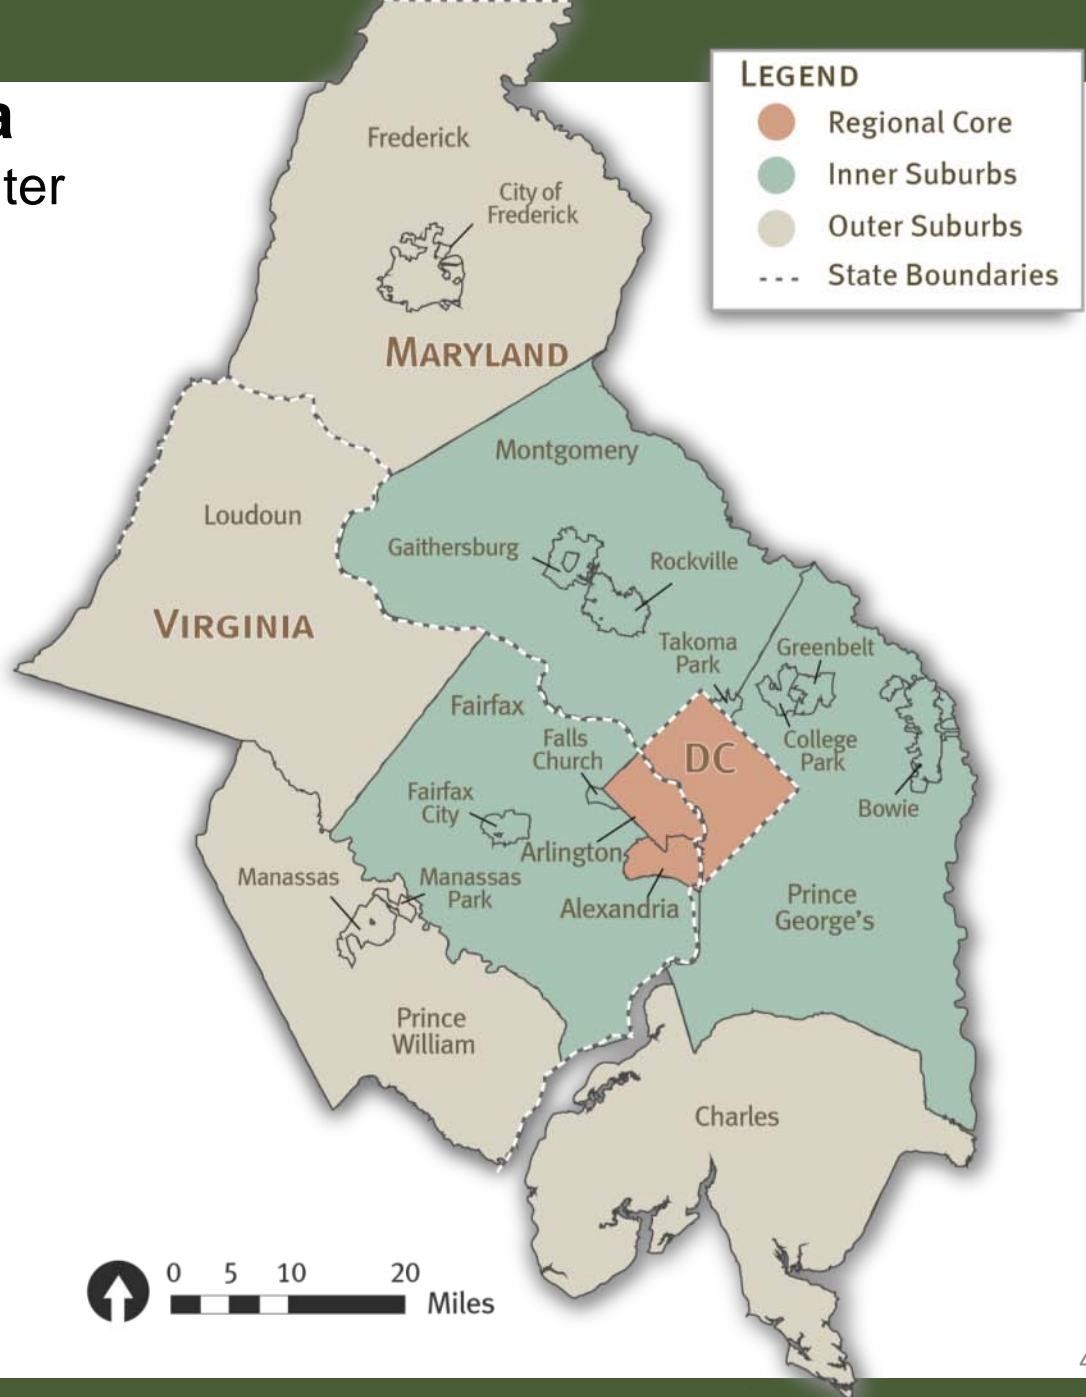 a
ter
LEGEND
Regional Core
Inner Suburbs
Outer Suburbs
State Boundaries
Frederick
City of
Frederick
MARYLAND
Montgomery
Loudoun
Gaithersburg
Rockville
VIRGINIA
Takoma
Park
Greenbelt
Fairfax
Falls
Church
DC
College
Park
Fairfax
City
Bowie
Arlington
Manassas
Manassas
Park
Alexandria
Prince
George's
Prince
William
Charles
0 5 10 20
Miles
4